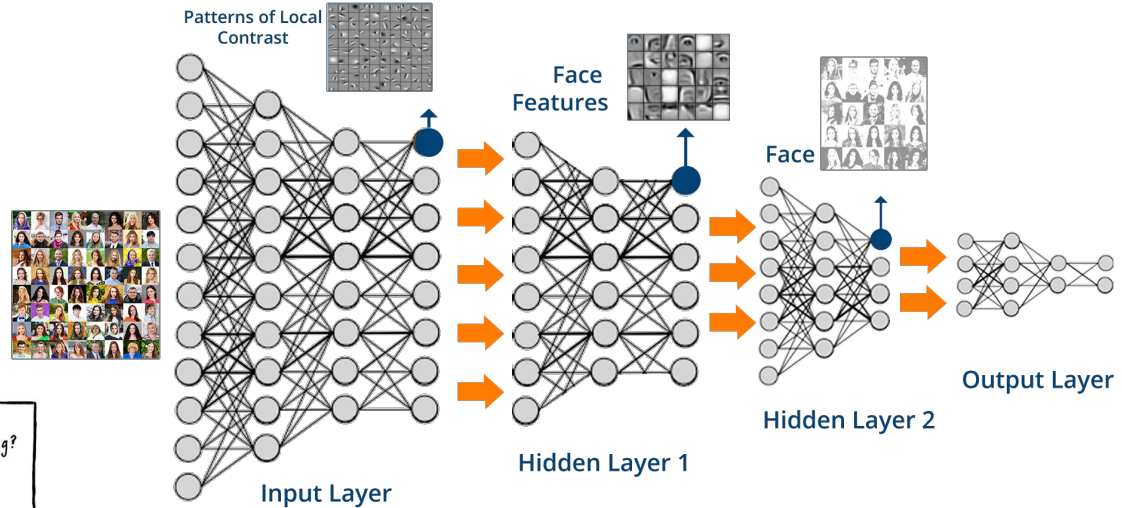 Patterns of Local
Contrast
Face
Features
Face
Output Layer
Hidden Layer 2
g?
Hidden Layer 1
Input Layer